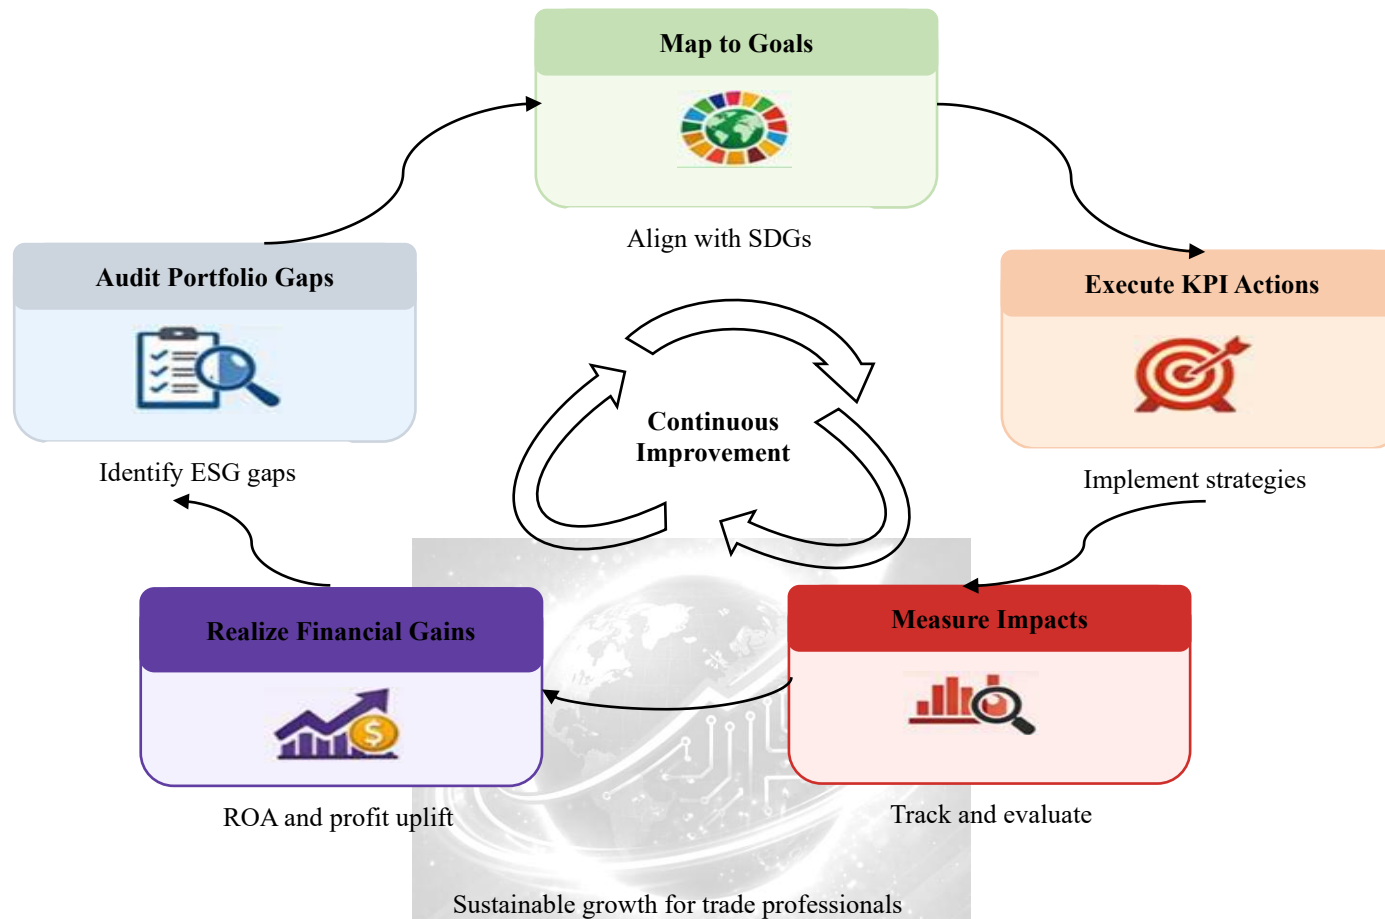 Map to Goals
Align with SDGs
Audit Portfolio Gaps
Identify ESG gaps
Execute KPI Actions
Implement strategies
Continuous
Improvement
Realize Financial Gains
$
ROA and profit uplift
Measure Impacts
Track and evaluate
Sustainable growth for trade professionals